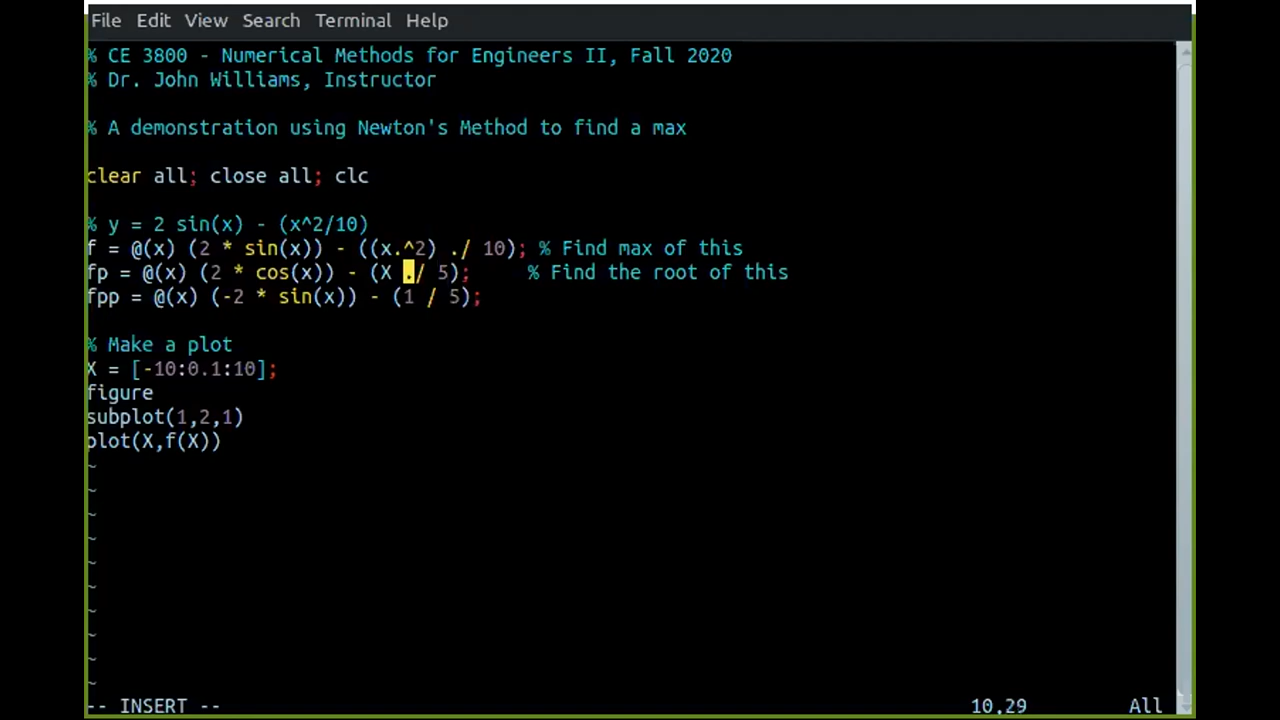 File Edit View Search Terminal Help
% CE 3800 - Numerical Methods for Engineers II, Fall 2020
% Dr. John Williams, Instructor
% A demonstration using Newton's Method to find a max
clear all; close all; clc
% y = 2 sin(x) - (x^2/10)
f = @(x) (2 * sin(x)) - ((x.^2) ./ 10); % Find max of this
fp = @(x) (2 * cos(x)) - (X ./ 5);     % Find the root of this
fpp = @(x) (-2 * sin(x)) - (1 / 5);
% Make a plot
X = [-10:0.1:10];
figure
subplot(1,2,1)
plot(X,f(X))
~
~
~
~
~
~
~
~
~
~
-- INSERT -- 10,29 All